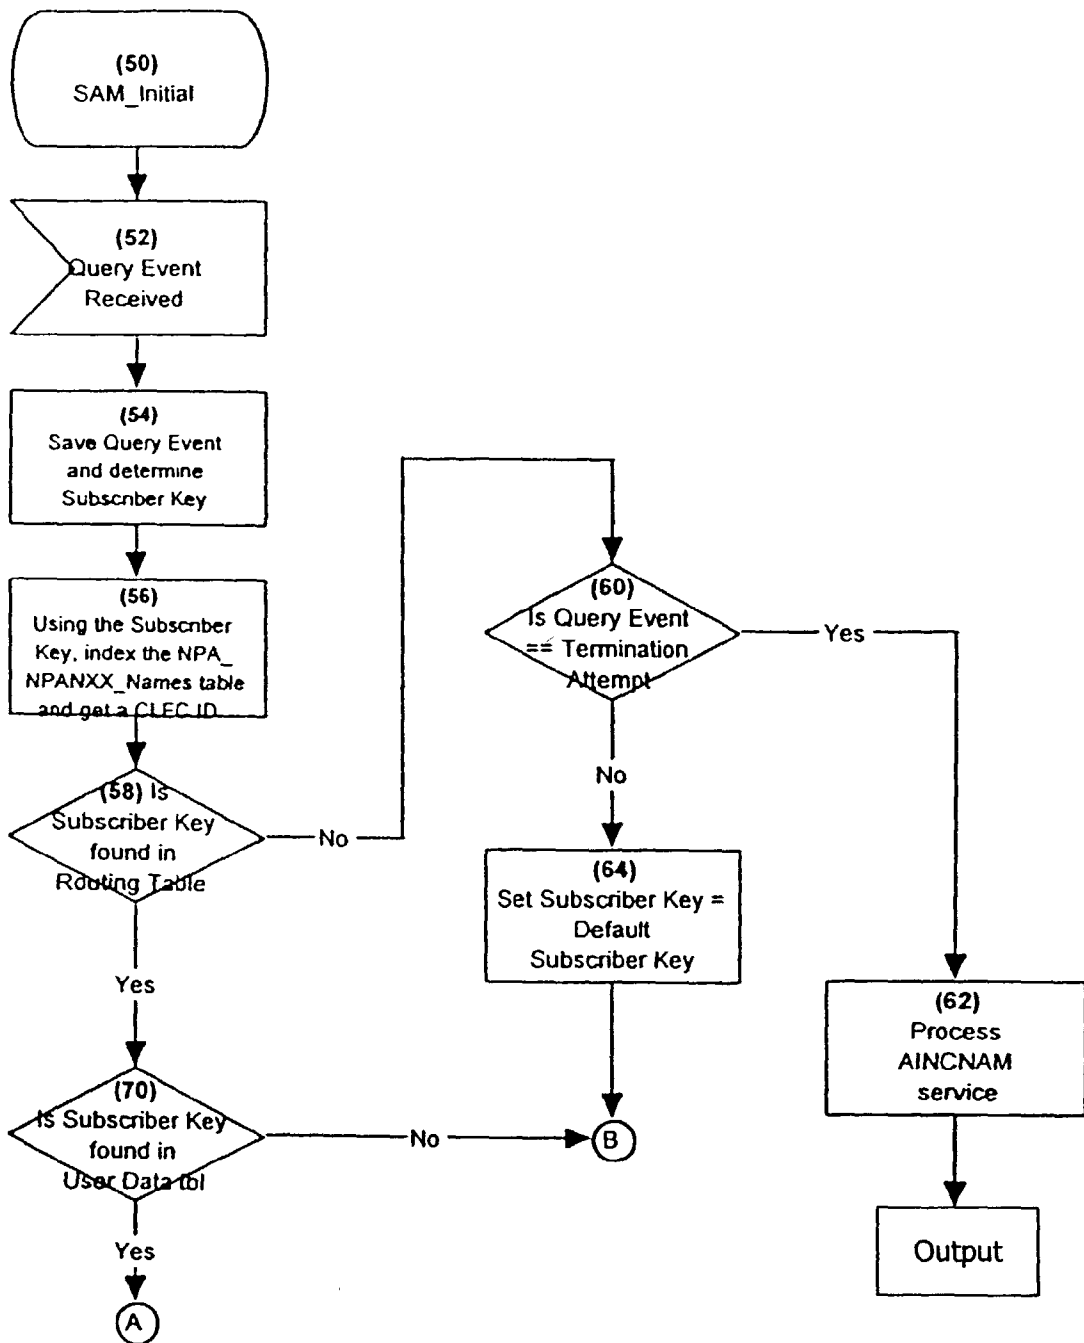 (50)
SAM_Initial
(52)
Query Event
Received
(54)
Save Query Event
and determine
Subscriber Key
(56)
Using the Subscriber
Key, index the NPA_
NPANXX_Names table
and get a CLEC ID
(58) Is
Subscriber Key
found in
Routing Table
No
Yes
(60)
Is Query Event
== Termination
Attempt
Yes
No
(64)
Set Subscriber Key =
Default
Subscriber Key
(62)
Process
AINCNAM
service
(70)
Is Subscriber Key
found in
User Data tbl
No
B
Yes
A
Output